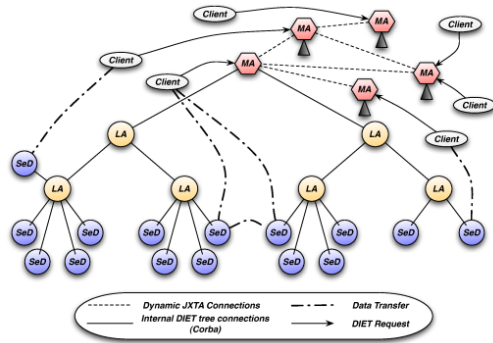 Client
MA
MA
Client
Client
MA
MA
Client
MA
Client
LA
LA
Client
SeD
LA
LA
LA
LA
SeD
SeD
SeD
SeD
SeD
SeD
SeD
SeD
SeD
SeD
SeD
SeD
SeD
SeD
Dynamic JXTA Connections
Data Transfer
Internal DIET tree connections
(Corba)
DIET Request